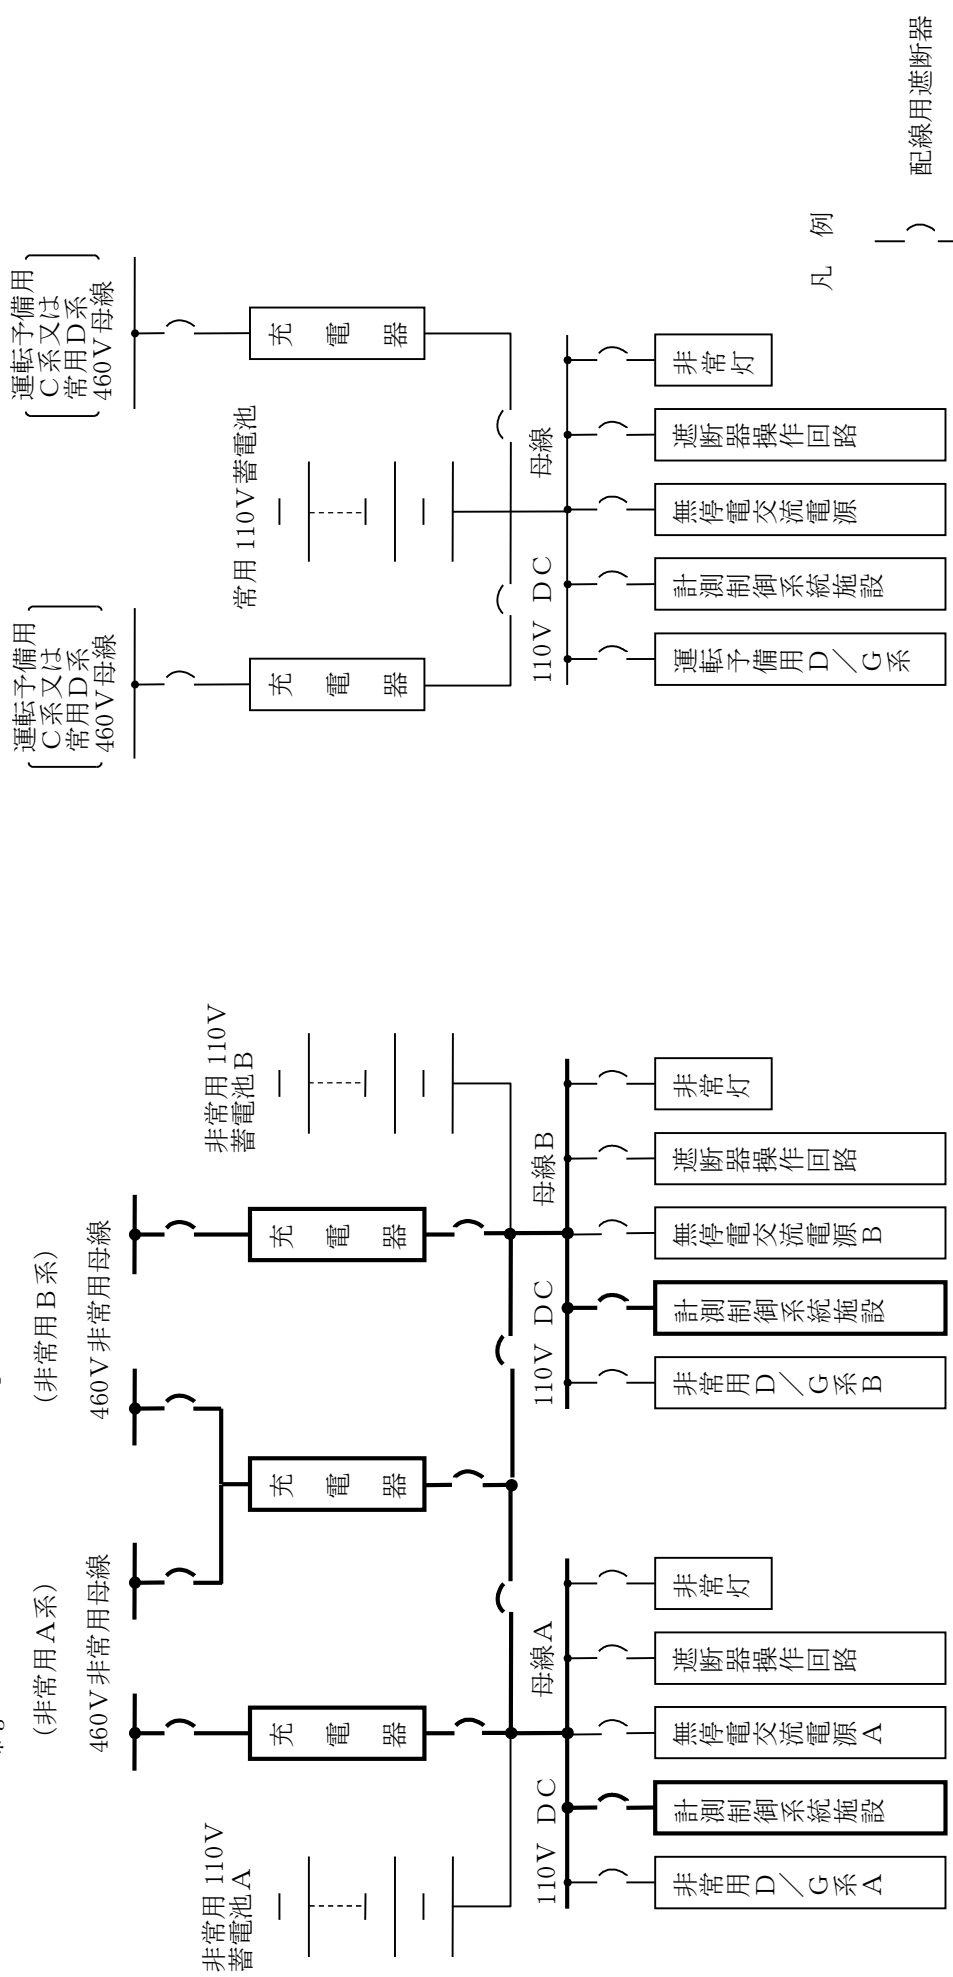 (非常用A系)
460V非常用母線
(非常用B系)
460V非常用母線
運転予備用
C系又は
常用D系
460V母線
運転予備用
C系又は
常用D系
460V母線
非常用 110V
蓄電池A
充電器
充電器
充電器
非常用 110V
蓄電池B
充電器
常用 110V蓄電池
充電器
110V DC 母線A
110V DC 母線B
110V DC 母線
非常用D/G系A
計測制御系統施設
無停電交流電源A
遮断器操作回路
非常灯
非常用D/G系B
計測制御系統施設
無停電交流電源B
遮断器操作回路
非常灯
運転予備用D/G系
計測制御系統施設
無停電交流電源
遮断器操作回路
非常灯
凡 例
配線用遮断器